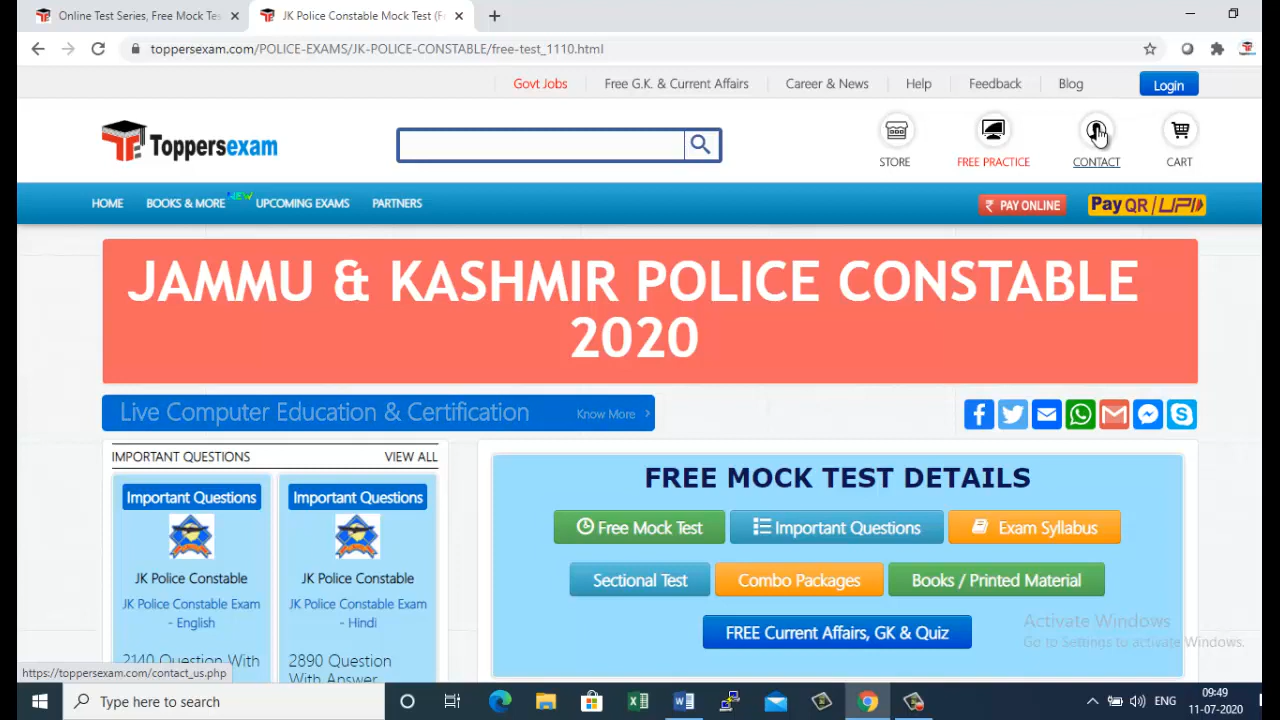 Online Test Series, Free Mock Tes
JK Police Constable Mock Test (Fr
toppersexam.com/POLICE-EXAMS/JK-POLICE-CONSTABLE/free-test_1110.html
Govt Jobs
Free G.K. & Current Affairs
Career & News
Help
Feedback
Blog
Login
Toppersexam
STORE
FREE PRACTICE
CONTACT
CART
HOME
BOOKS & MORE
NEW
UPCOMING EXAMS
PARTNERS
₹ PAY ONLINE
Pay QR / UPI
JAMMU & KASHMIR POLICE CONSTABLE
2020
Live Computer Education & Certification
Know More
IMPORTANT QUESTIONS
VIEW ALL
Important Questions
JK Police Constable
JK Police Constable Exam
- English
2140 Question With
Important Questions
JK Police Constable
JK Police Constable Exam
- Hindi
2890 Question
With Answer
FREE MOCK TEST DETAILS
Free Mock Test
Important Questions
Exam Syllabus
Sectional Test
Combo Packages
Books / Printed Material
FREE Current Affairs, GK & Quiz
Activate Windows
Go to Settings to activate Windows.
https://toppersexam.com/contact_us.php
Type here to search
ENG
09:49
11-07-2020